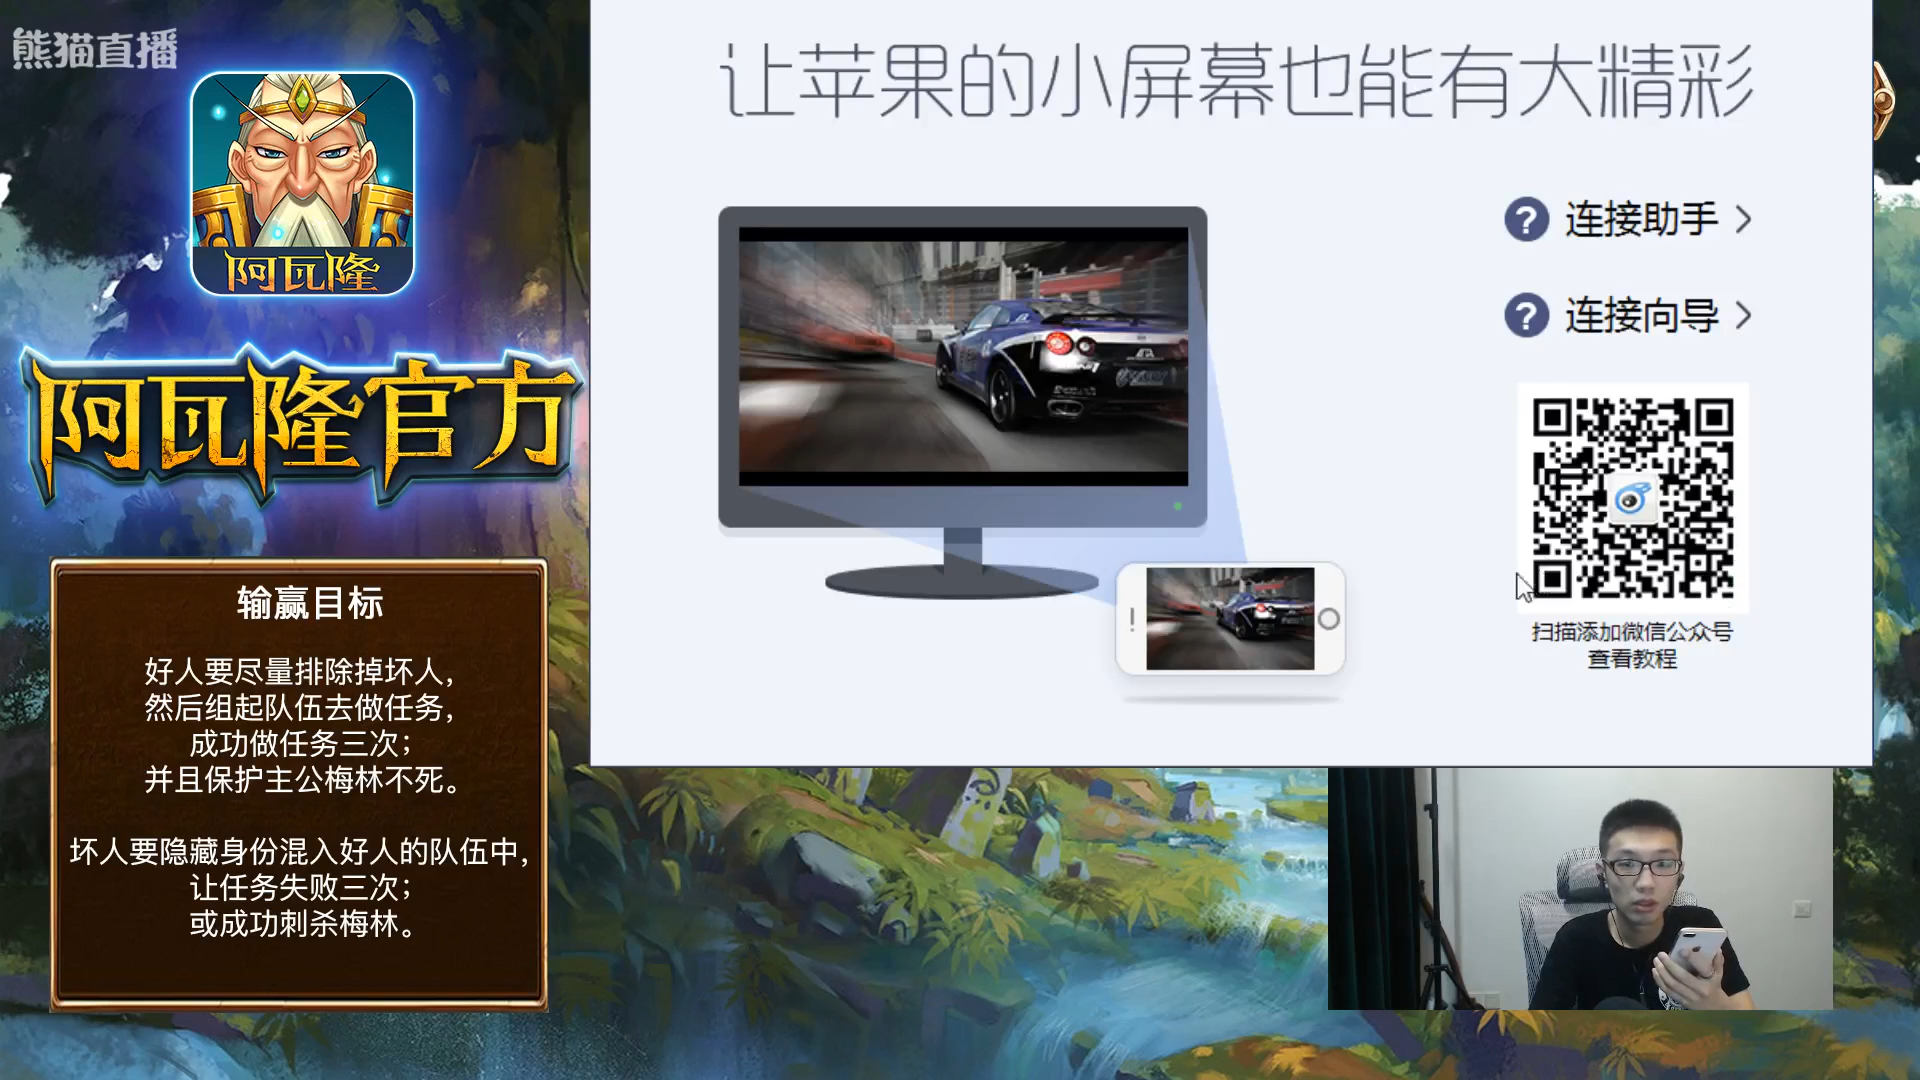 熊猫直播
阿瓦隆
阿瓦隆官方
输赢目标
好人要尽量排除掉坏人，
然后组起队伍去做任务，
成功做任务三次；
并且保护主公梅林不死。
坏人要隐藏身份混入好人的队伍中，
让任务失败三次；
或成功刺杀梅林。
让苹果的小屏幕也能有大精彩
连接助手
连接向导
扫描添加微信公众号
查看教程